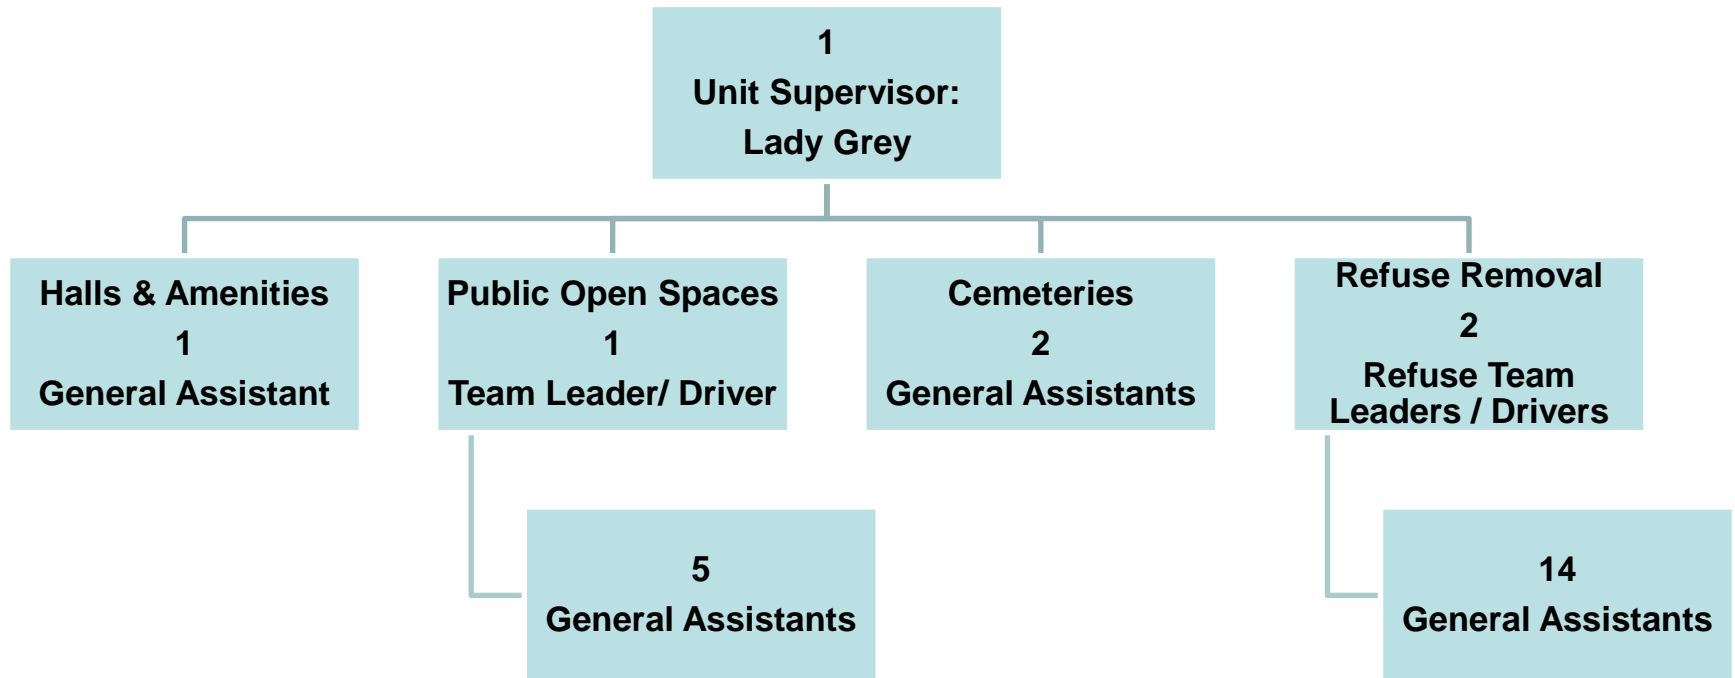 1
Unit Supervisor:
Lady Grey
Halls & Amenities
1
General Assistant
Public Open Spaces
1
Team Leader/ Driver
Cemeteries
2
General Assistants
Refuse Removal
2
Refuse Team
Leaders / Drivers
5
General Assistants
14
General Assistants